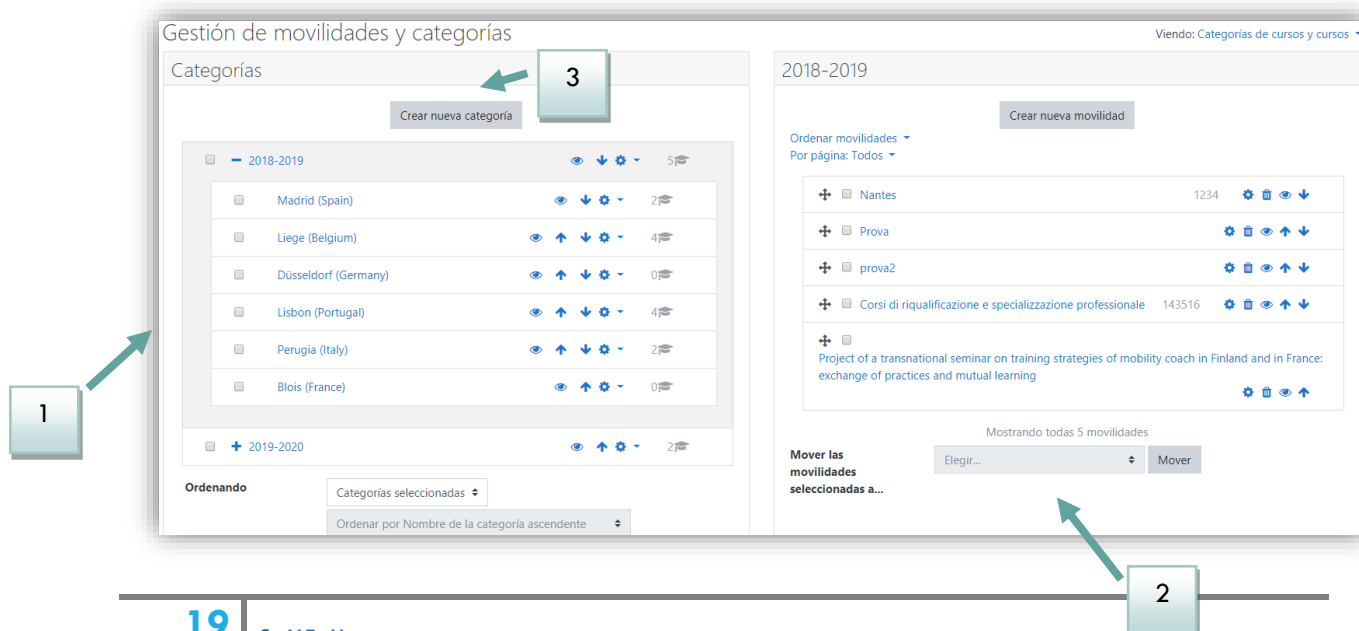 Gestión de movilidades y categorías
Viendo: Categorías de cursos y cursos
Categorías
3
Crear nueva categoría
2018-2019 5
Madrid (Spain) 2
Liege (Belgium) 4
Düsseldorf (Germany) 0
Lisbon (Portugal) 4
Perugia (Italy) 2
Blois (France) 0
2019-2020 2
Ordenando
Categorías seleccionadas
Ordenar por Nombre de la categoría ascendente
1
2018-2019
Crear nueva movilidad
Ordenar movilidades
Por página: Todos
Nantes 1234
Prova
prova2
Corsi di riqualificazione e specializzazione professionale 143516
Project of a transnational seminar on training strategies of mobility coach in Finland and in France:
exchange of practices and mutual learning
Mostrando todas 5 movilidades
Mover las
movilidades
seleccionadas a...
Elegir...
Mover
2
19